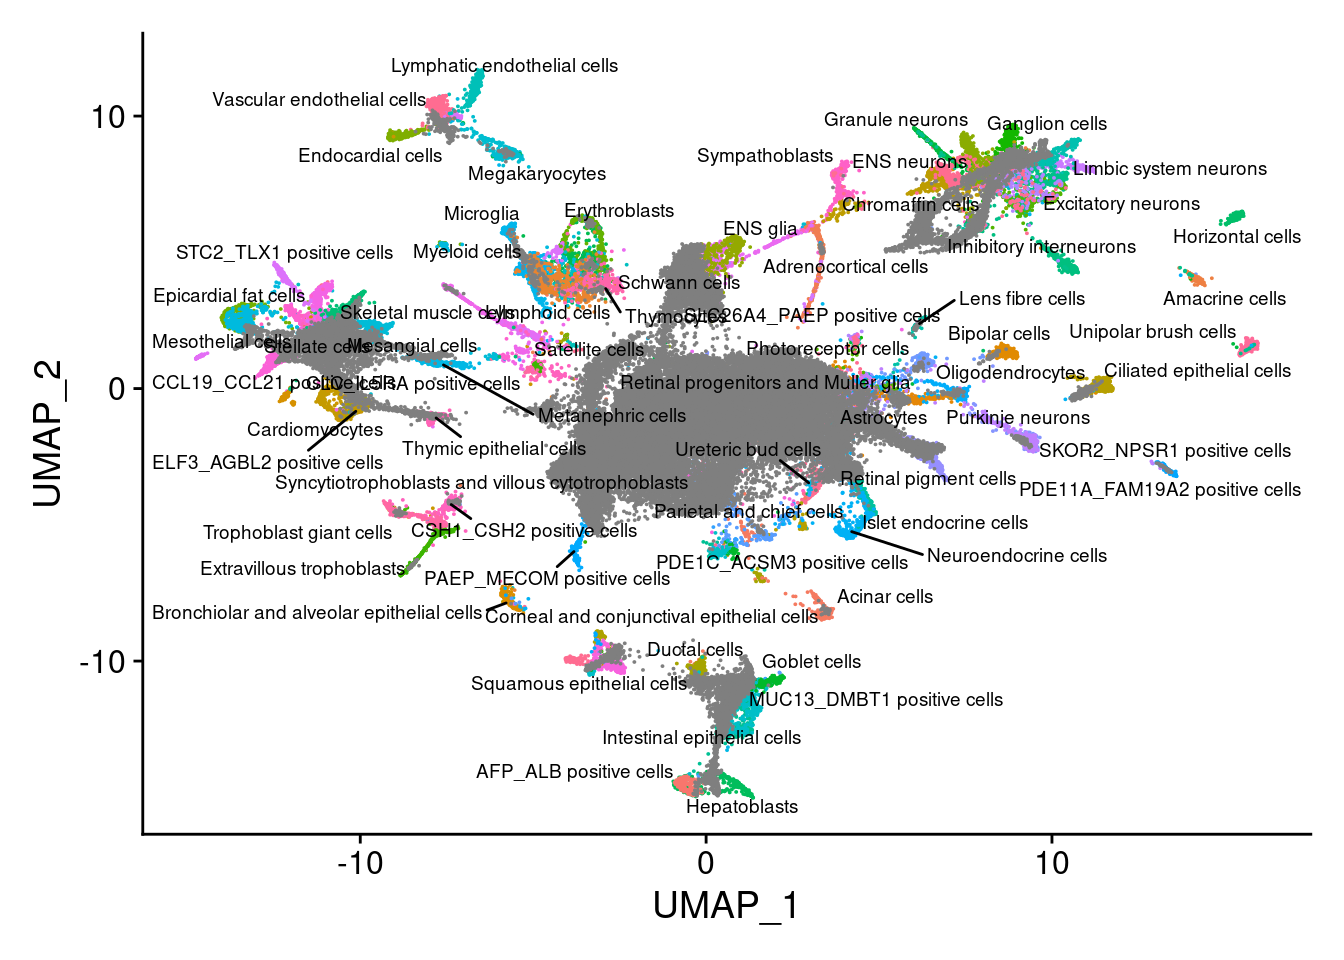 Lymphatic endothelial cells
Vascular endothelial cells
10
Granule neurons
Ganglion cells
Endocardial cells
Sympathoblasts
ENS neurons
Limbic system neurons
Megakaryocytes
Microglia
Erythroblasts
Chromaffin cells
Excitatory neurons
ENS glia
Horizontal cells
STC2_TLX1 positive cells
Myeloid cells
Inhibitory interneurons
Adrenocortical cells
Schwann cells
Epicardial fat cells
Lens fibre cells
Amacrine cells
Skeletal muscle cells
Lymphoid cells
Thymocytes
SLC26A4_PAEP positive cells
Bipolar cells
Unipolar brush cells
Mesothelial cells
Stellate cells
Mesangial cells
Satellite cells
Photoreceptor cells
Oligodendrocytes
Ciliated epithelial cells
CCL19_CCL21 positive cells
CLC_IL5RA positive cells
Retinal progenitors and Muller glia
0
Metanephric cells
Astrocytes
Purkinje neurons
Cardiomyocytes
Thymic epithelial cells
Ureteric bud cells
SKOR2_NPSR1 positive cells
ELF3_AGBL2 positive cells
Syncytiotrophoblasts and villous cytotrophoblasts
Retinal pigment cells
PDE11A_FAM19A2 positive cells
Parietal and chief cells
Trophoblast giant cells
CSH1_CSH2 positive cells
Islet endocrine cells
Neuroendocrine cells
Extravillous trophoblasts
PAEP_MECOM positive cells
PDE1C_ACSM3 positive cells
Acinar cells
Bronchiolar and alveolar epithelial cells
Corneal and conjunctival epithelial cells
-10
Ductal cells
Goblet cells
Squamous epithelial cells
MUC13_DMBT1 positive cells
Intestinal epithelial cells
AFP_ALB positive cells
Hepatoblasts
-10
0
10
UMAP_1
UMAP_2